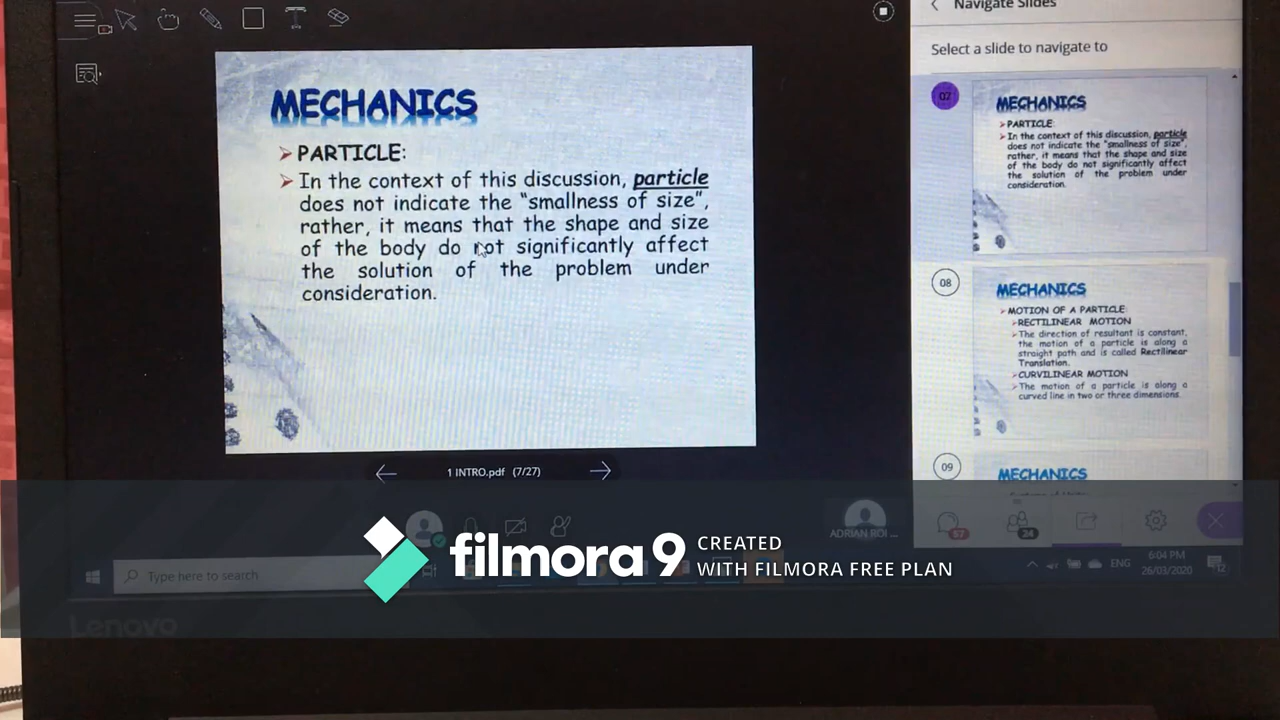 Navigate Slides
Select a slide to navigate to
MECHANICS
PARTICLE:
In the context of this discussion, particle
does not indicate the "smallness of size",
rather, it means that the shape and size
of the body do not significantly affect
the solution of the problem under
consideration.
1 INTRO.pdf (7/27)
07
MECHANICS
PARTICLE:
In the context of this discussion, particle
does not indicate the "smallness of size",
rather, it means that the shape and size
of the body do not significantly affect
the solution of the problem under
consideration.
08
MECHANICS
MOTION OF A PARTICLE:
RECTILINEAR MOTION
The direction of resultant is constant,
the motion of a particle is along a
straight path and is called Rectilinear
Translation.
CURVILINEAR MOTION
The motion of a particle is along a
curved line in two or three dimensions.
09
MECHANICS
ADRIAN ROI ...
57
24
Type here to search
ENG
6:04 PM
26/03/2020
12
filmora9
CREATED
WITH FILMORA FREE PLAN
Lenovo